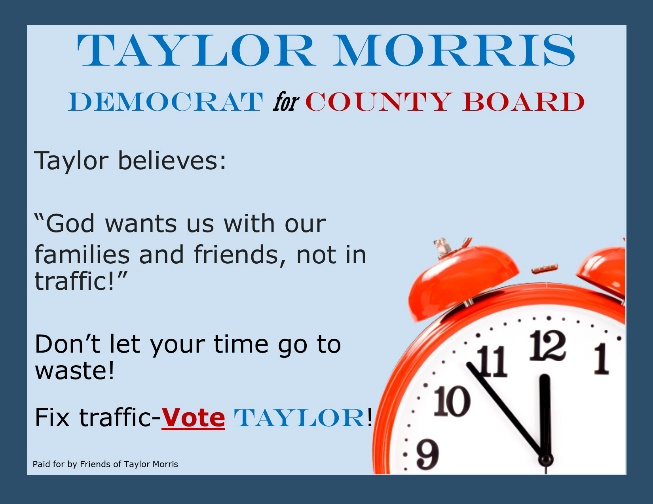 TAYLOR MORRIS
DEMOCRAT for COUNTY BOARD
Taylor believes:
“God wants us with our
families and friends, not in
traffic!”
Don’t let your time go to
waste!
Fix traffic-Vote TAYLOR!
Paid for by Friends of Taylor Morris
11 12 1
10
9